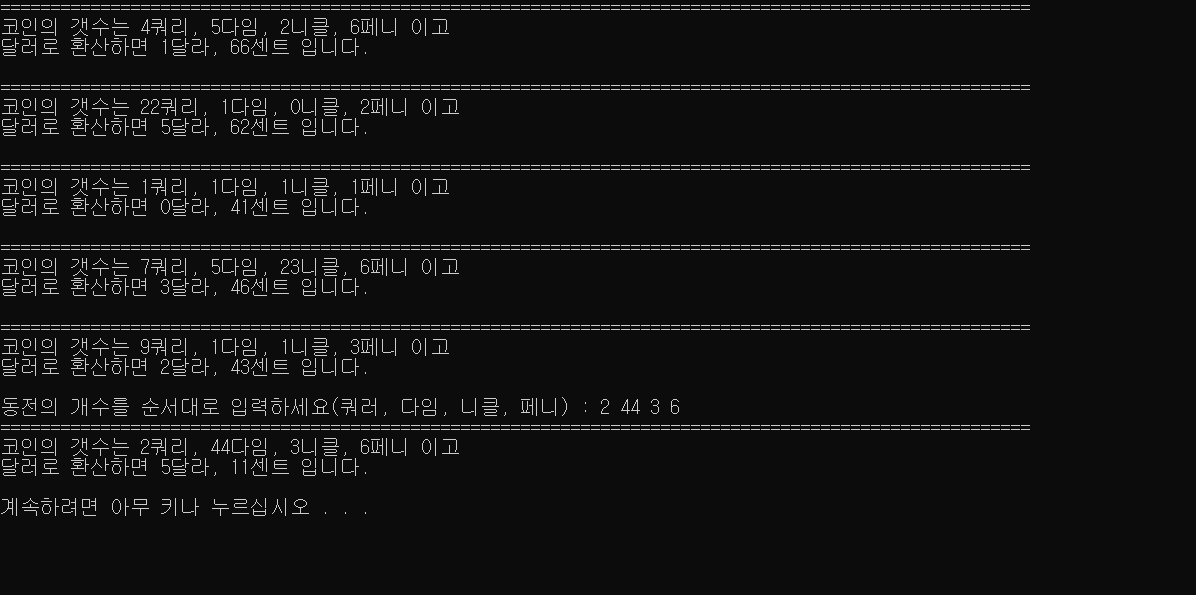 =======================================================================================================
코인의 갯수는 4쿼리, 5다임, 2니클, 6페니 이고
달러로 환산하면 1달라, 66센트 입니다.
=======================================================================================================
코인의 갯수는 22쿼리, 1다임, 0니클, 2페니 이고
달러로 환산하면 5달라, 62센트 입니다.
=======================================================================================================
코인의 갯수는 1쿼리, 1다임, 1니클, 1페니 이고
달러로 환산하면 0달라, 41센트 입니다.
=======================================================================================================
코인의 갯수는 7쿼리, 5다임, 23니클, 6페니 이고
달러로 환산하면 3달라, 46센트 입니다.
=======================================================================================================
코인의 갯수는 9쿼리, 1다임, 1니클, 3페니 이고
달러로 환산하면 2달라, 43센트 입니다.
동전의 개수를 순서대로 입력하세요(쿼러, 다임, 니클, 페니) : 2 44 3 6
=======================================================================================================
코인의 갯수는 2쿼리, 44다임, 3니클, 6페니 이고
달러로 환산하면 5달라, 11센트 입니다.
계속하려면 아무 키나 누르십시오 . . .